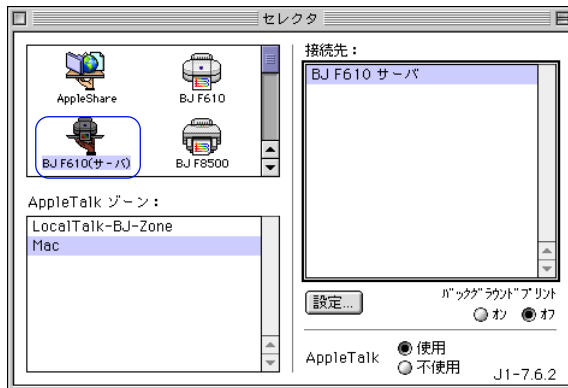 セレクタ
AppleShare
BJ F610
BJ F610(サーバ)
BJ F8500
AppleTalk ゾーン：
LocalTalk-BJ-Zone
Mac
接続先：
BJ F610 サーバ
設定...
ﾊﾞｯｸｸﾞﾗｳﾝﾄﾞﾌﾟﾘﾝﾄ
ｵﾝ ｵﾌ
AppleTalk
使用
不使用
J1-7.6.2